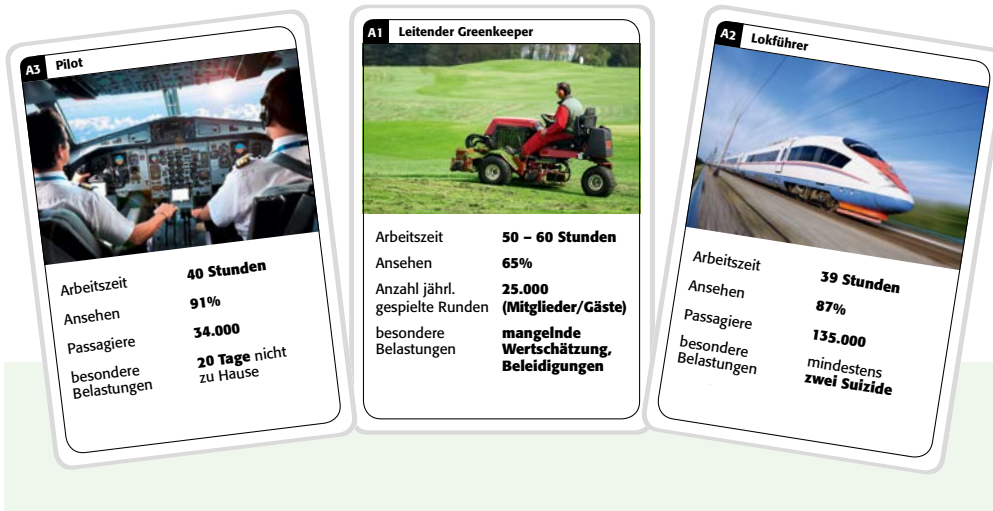 A3 Pilot
Arbeitszeit 40 Stunden
Ansehen 91%
Passagiere 34.000
besondere 20 Tage nicht
Belastungen zu Hause
A1 Leitender Greenkeeper
Arbeitszeit 50 – 60 Stunden
Ansehen 65%
Anzahl jährl. 25.000
gespielte Runden (Mitglieder/Gäste)
besondere mangelnde
Belastungen Wertschätzung,
Beleidigungen
A2 Lokführer
Arbeitszeit 39 Stunden
Ansehen 87%
Passagiere 135.000
besondere mindestens
Belastungen zwei Suizide